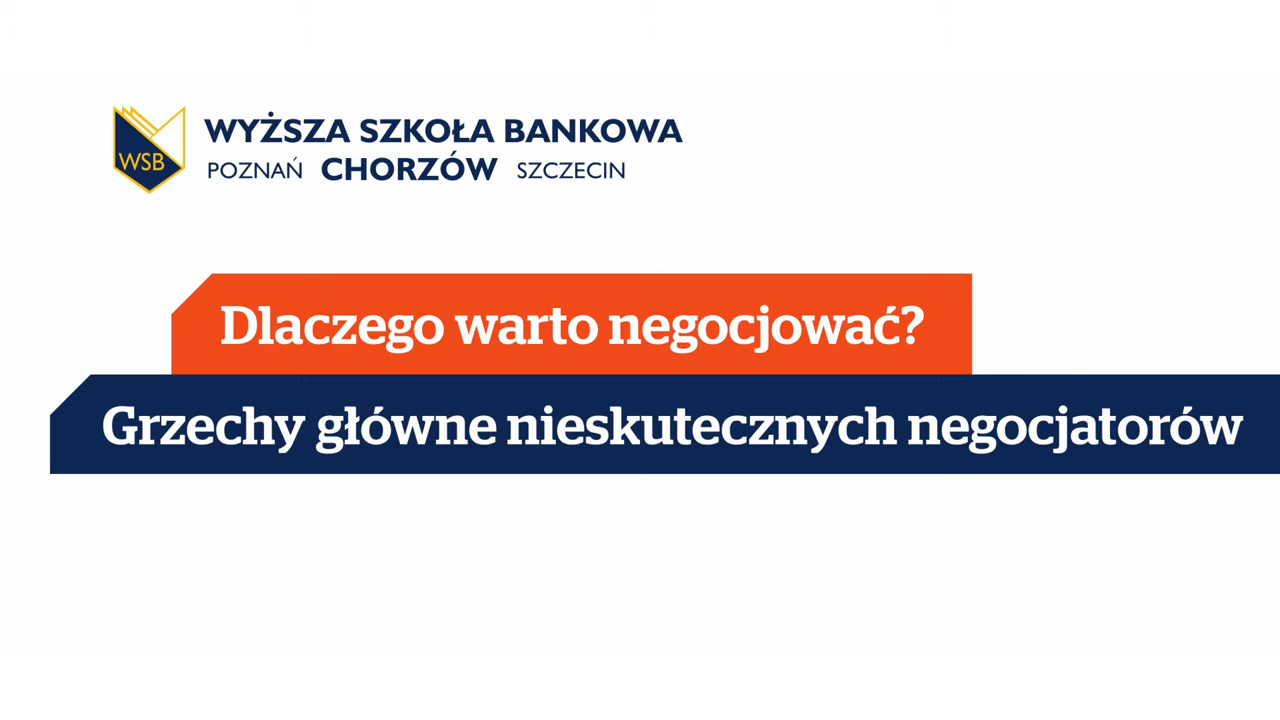 WSB
WYŻSZA SZKOŁA BANKOWA
POZNAŃ CHORZÓW SZCZECIN
Dlaczego warto negocjować?
Grzechy główne nieskutecznych negocjatorów